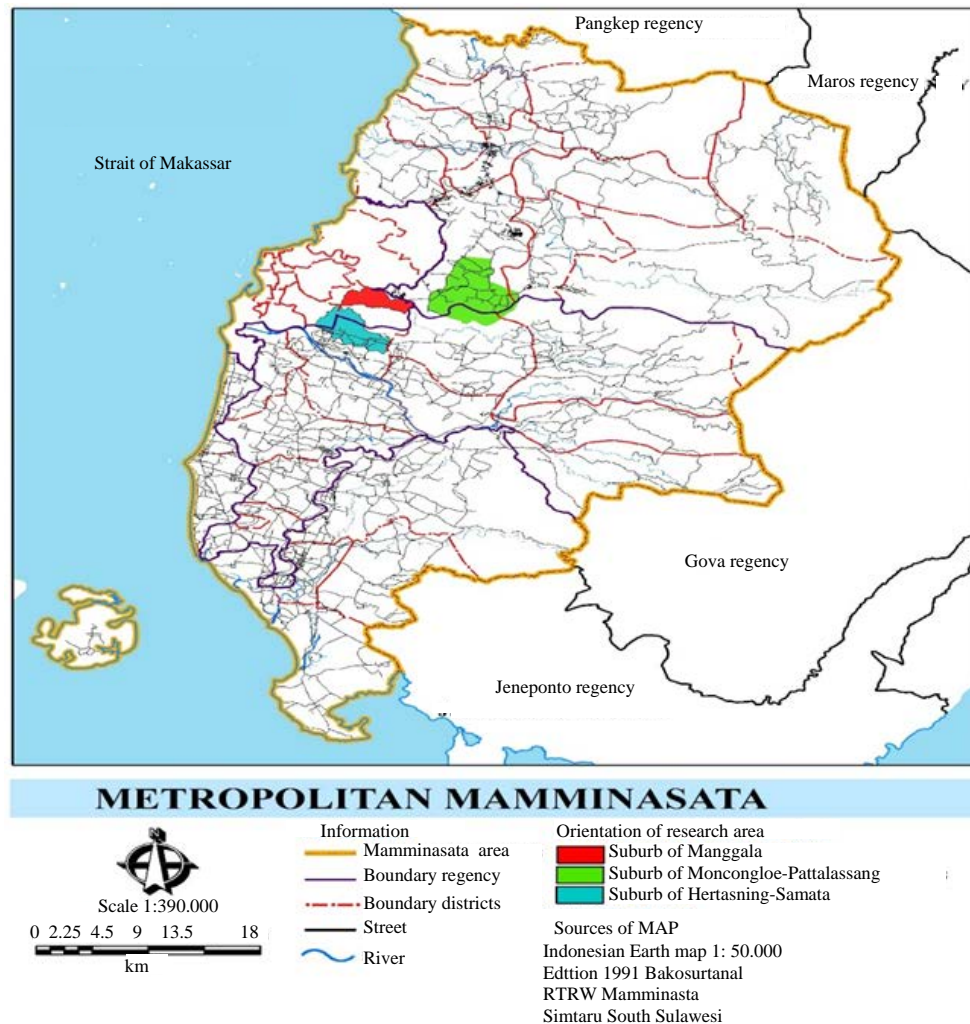 Pangkep regency
Maros regency
Strait of Makassar
Gova regency
Jeneponto regency
METROPOLITAN MAMMINASATA
N
Scale 1:390.000
0 2.25 4.5 9 13.5 18
km
Information
Mamminasata area
Boundary regency
Boundary districts
Street
River
Orientation of research area
Suburb of Manggala
Suburb of Moncongloe-Pattalassang
Suburb of Hertasning-Samata
Sources of MAP
Indonesian Earth map 1: 50.000
Edttion 1991 Bakosurtanal
RTRW Mamminasta
Simtaru South Sulawesi